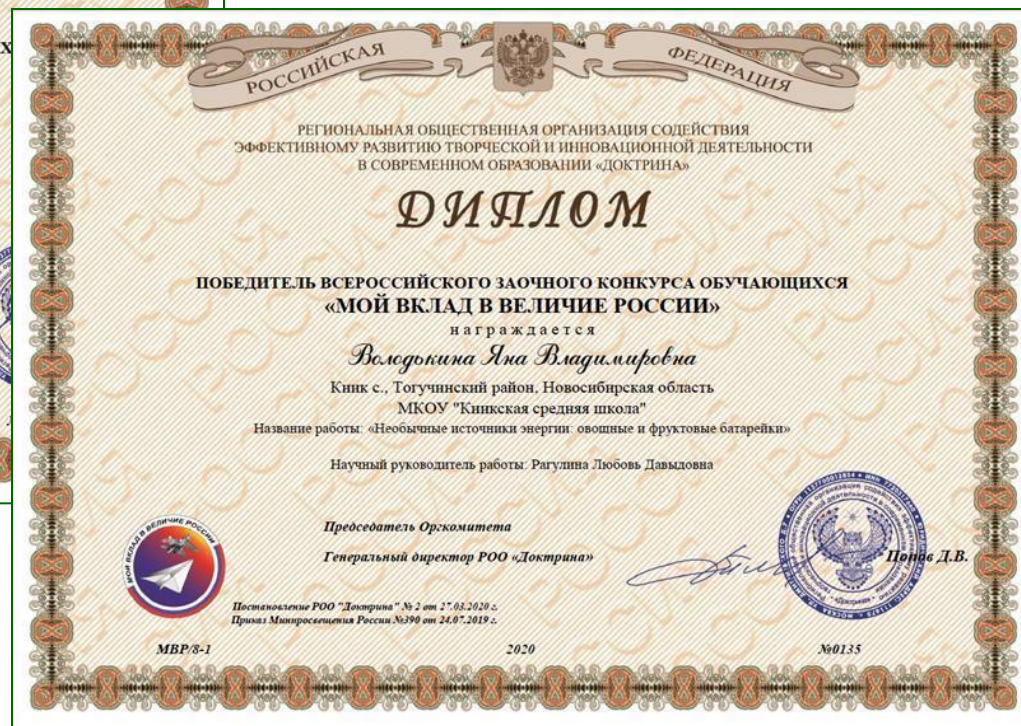 РОССИЙСКАЯ
ФЕДЕРАЦИЯ
РЕГИОНАЛЬНАЯ ОБЩЕСТВЕННАЯ ОРГАНИЗАЦИЯ СОДЕЙСТВИЯ
ЭФФЕКТИВНОМУ РАЗВИТИЮ ТВОРЧЕСКОЙ И ИННОВАЦИОННОЙ ДЕЯТЕЛЬНОСТИ
В СОВРЕМЕННОМ ОБРАЗОВАНИИ «ДОКТРИНА»
ДИПЛОМ
ПОБЕДИТЕЛЬ ВСЕРОССИЙСКОГО ЗАОЧНОГО КОНКУРСА ОБУЧАЮЩИХСЯ
«МОЙ ВКЛАД В ВЕЛИЧИЕ РОССИИ»
награждается
Володькина Яна Владимировна
Киик с., Тогучинский район, Новосибирская область
МКОУ "Киикская средняя школа"
Название работы: «Необычные источники энергии: овощные и фруктовые батарейки»
Научный руководитель работы: Рагулина Любовь Давыдовна
МОЙ ВКЛАД В ВЕЛИЧИЕ РОССИИ
Председатель Оргкомитета
Генеральный директор РОО «Доктрина»
Попов Д.В.
Постановление РОО "Доктрина" № 2 от 27.03.2020 г.
Приказ Минпросвещения России №390 от 24.07.2019 г.
МВР/8-1
2020
№0135